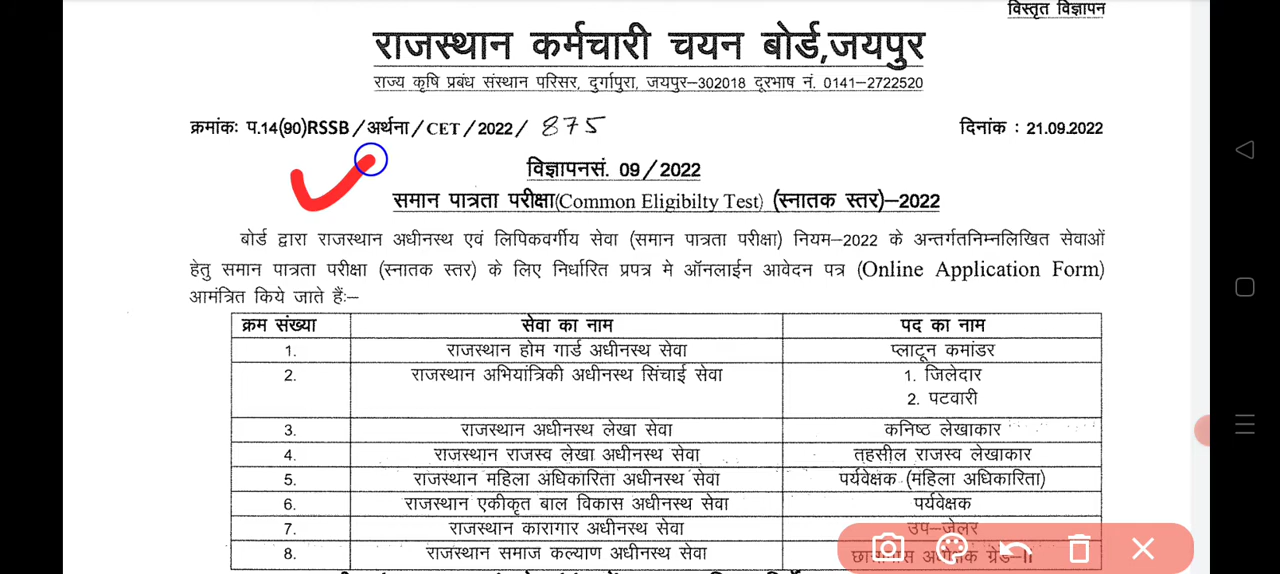 विस्तृत विज्ञापन
राजस्थान कर्मचारी चयन बोर्ड,जयपुर
राज्य कृषि प्रबंध संस्थान परिसर, दुर्गापुरा, जयपुर–302018 दूरभाष नं. 0141–2722520
क्रमांकः प.14(90)RSSB/अर्थना/CET/2022/ 875 दिनांक : 21.09.2022
विज्ञापनसं. 09/2022
समान पात्रता परीक्षा(Common Eligibilty Test) (स्नातक स्तर)–2022
बोर्ड द्वारा राजस्थान अधीनस्थ एवं लिपिकवर्गीय सेवा (समान पात्रता परीक्षा) नियम–2022 के अन्तर्गतनिम्नलिखित सेवाओं
हेतु समान पात्रता परीक्षा (स्नातक स्तर) के लिए निर्धारित प्रपत्र मे ऑनलाईन आवेदन पत्र (Online Application Form)
आमंत्रित किये जाते हैंः–
क्रम संख्या सेवा का नाम पद का नाम
1. राजस्थान होम गार्ड अधीनस्थ सेवा प्लाटून कमांडर
2. राजस्थान अभियांत्रिकी अधीनस्थ सिंचाई सेवा 1. जिलेदार
2. पटवारी
3. राजस्थान अधीनस्थ लेखा सेवा कनिष्ठ लेखाकार
4. राजस्थान राजस्व लेखा अधीनस्थ सेवा तहसील राजस्व लेखाकार
5. राजस्थान महिला अधिकारिता अधीनस्थ सेवा पर्यवेक्षक (महिला अधिकारिता)
6. राजस्थान एकीकृत बाल विकास अधीनस्थ सेवा पर्यवेक्षक
7. राजस्थान कारागार अधीनस्थ सेवा उप–जेलर
8. राजस्थान समाज कल्याण अधीनस्थ सेवा ग्रेड–II